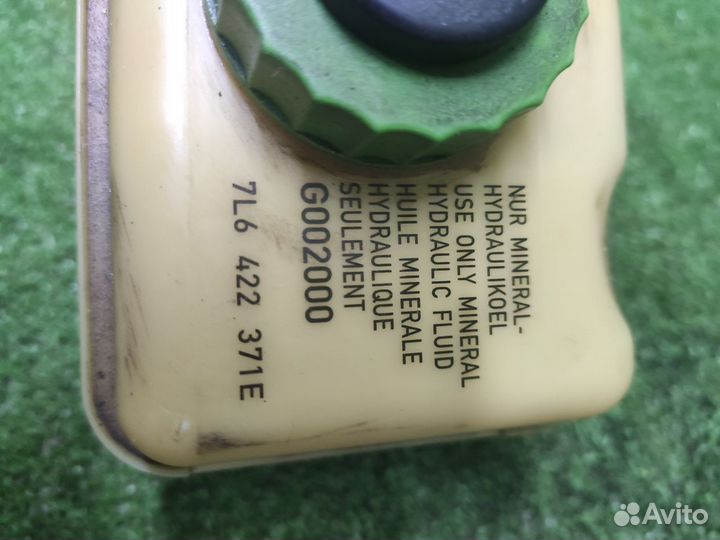 NUR MINERAL-
HYDRAULIKOEL
USE ONLY MINERAL
HYDRAULIC FLUID
HUILE MINERALE
HYDRAULIQUE
SEULEMENT
G002000
7L6 422 371E
Avito